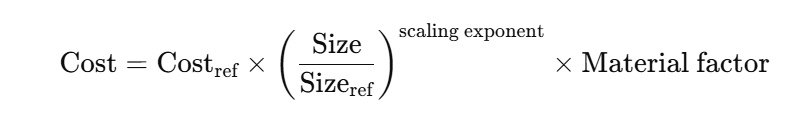 Cost = Cost_ref × (Size / Size_ref)^scaling exponent × Material factor